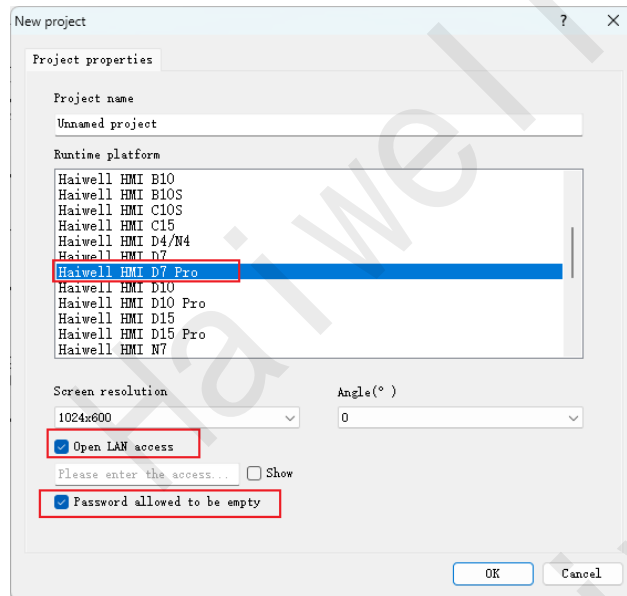 New project
Project properties
Project name
Unnamed project
Runtime platform
Haiwell HMI B10
Haiwell HMI B10S
Haiwell HMI C10S
Haiwell HMI C15
Haiwell HMI D4/N4
Haiwell HMI D7
Haiwell HMI D7 Pro
Haiwell HMI D10
Haiwell HMI D10 Pro
Haiwell HMI D15
Haiwell HMI D15 Pro
Haiwell HMI N7
Screen resolution Angle(° )
1024x600 0
Open LAN access
Please enter the access... Show
Password allowed to be empty
OK Cancel
Haiwell